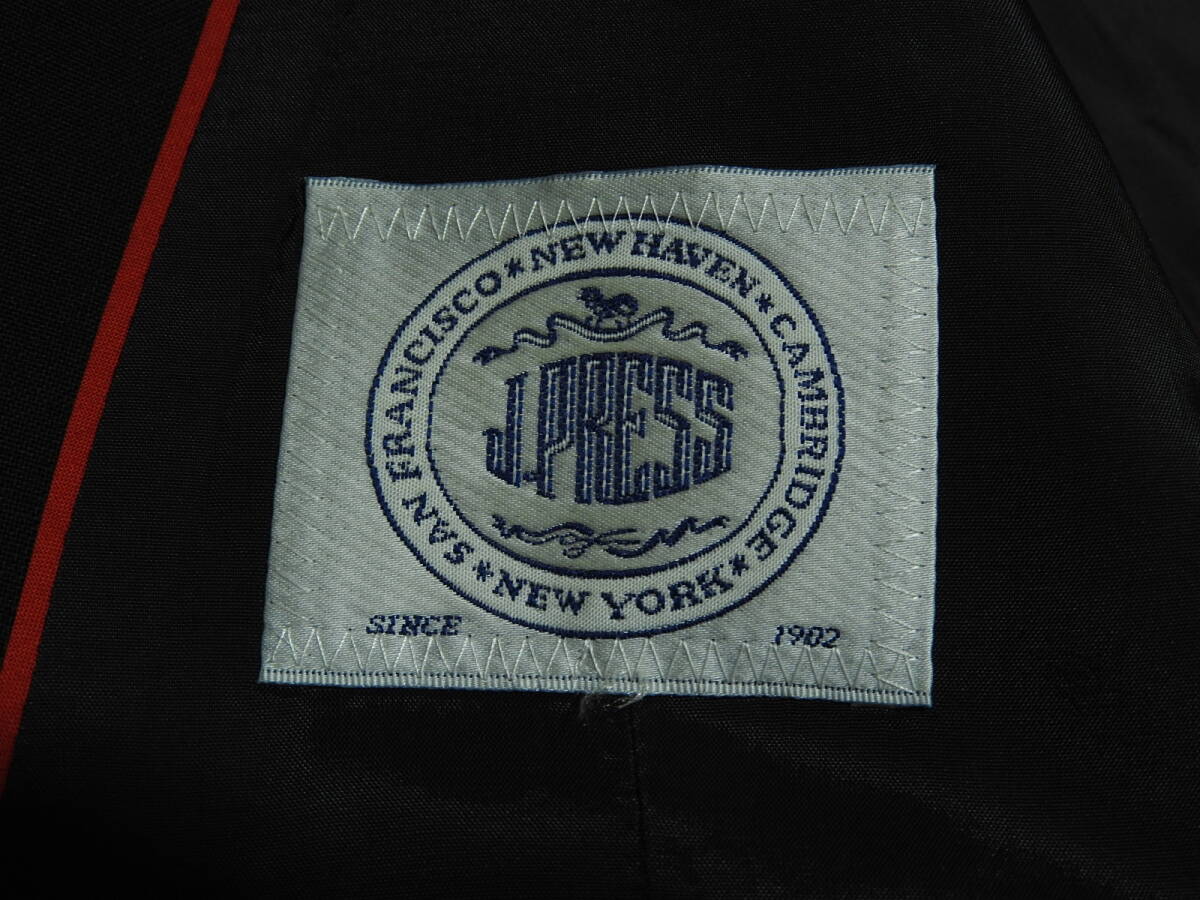 SAN FRANCISCO*NEW HAVEN*CAMBRIDGE*NEW YORK*
J.PRESS
SINCE 1902